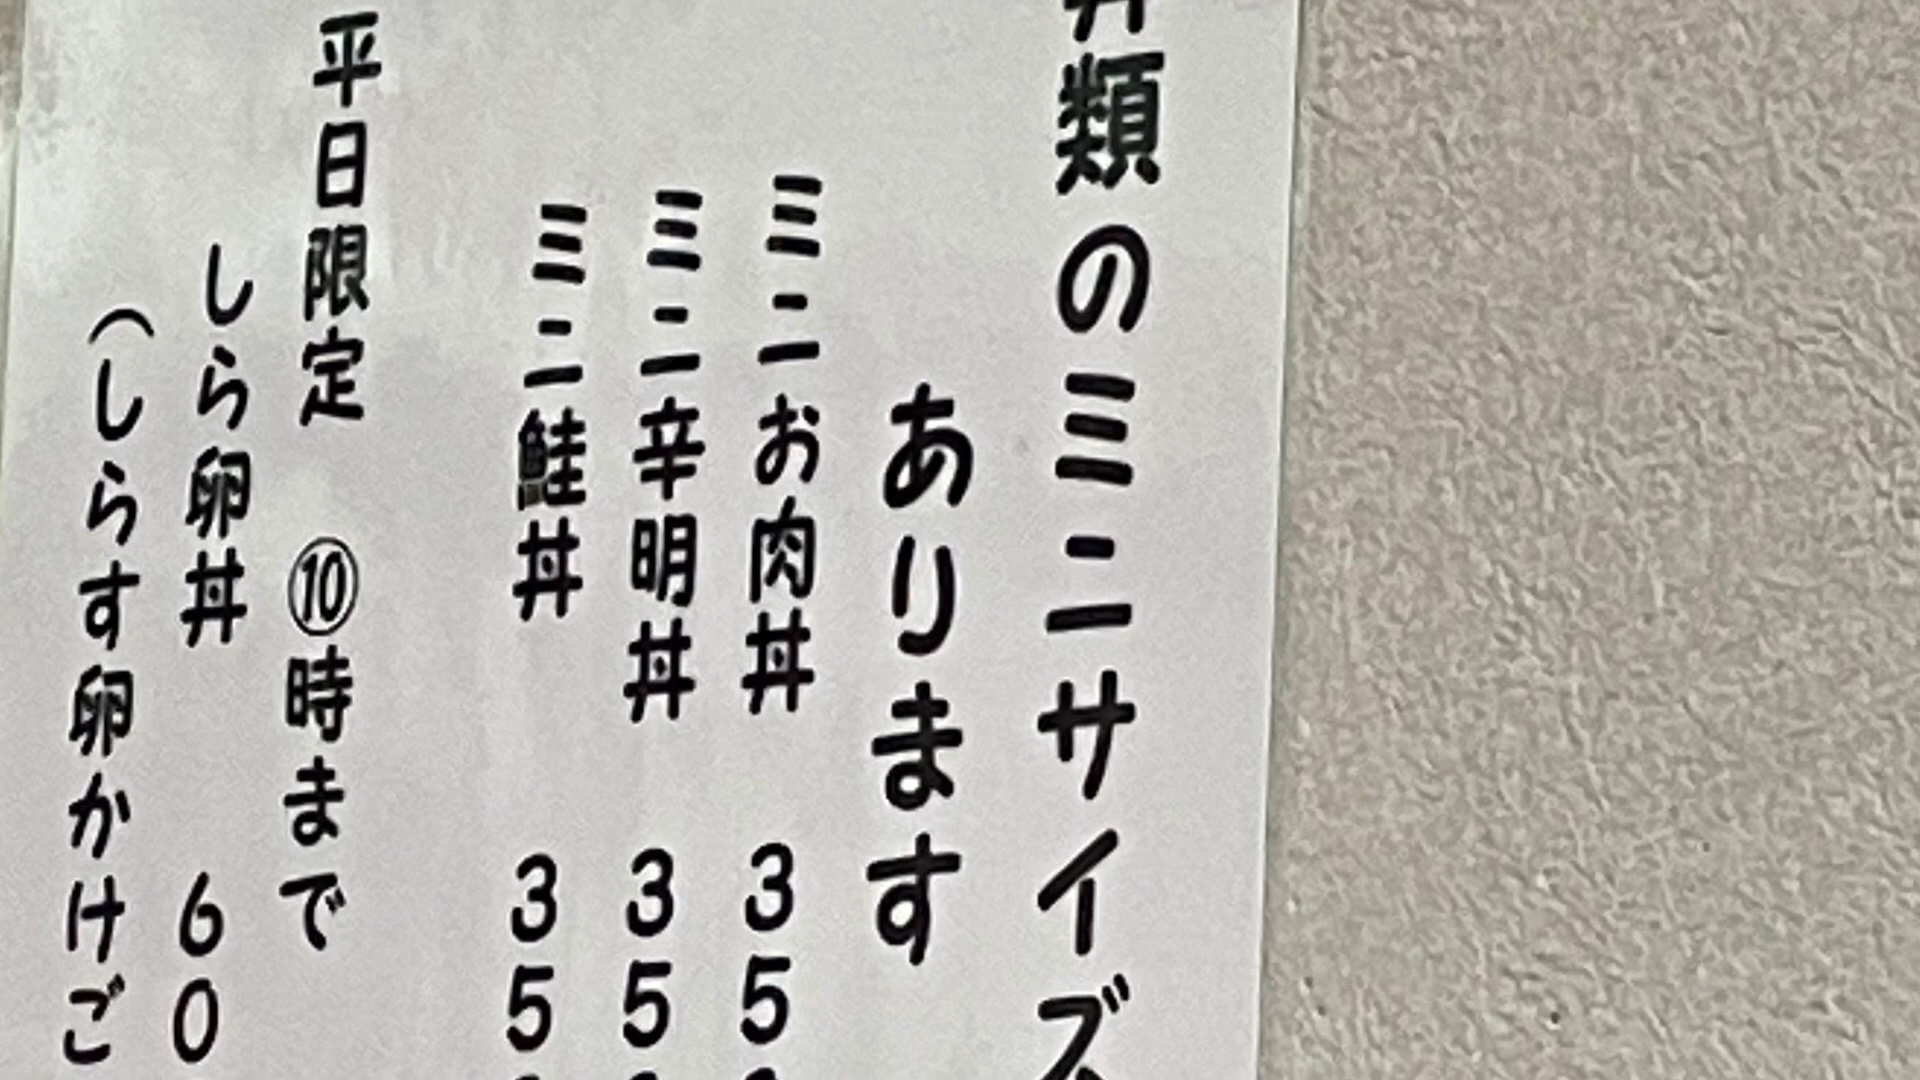 丼類のミニサイズ
あります
ミニお肉丼 35
ミニ辛明丼 35
ミニ鮭丼 35
平日限定 ⑩時まで
しら卵丼 60
(しらす卵かけご